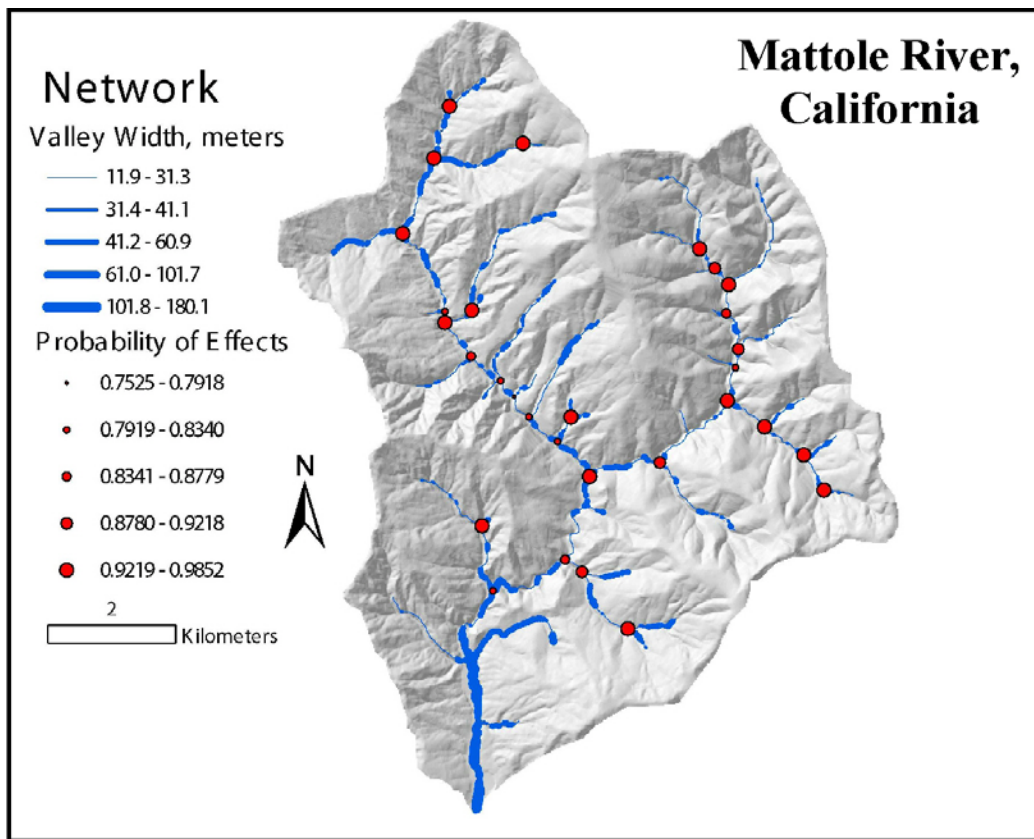 Mattole River,
California
Network
Valley Width, meters
11.9 - 31.3
31.4 - 41.1
41.2 - 60.9
61.0 - 101.7
101.8 - 180.1
Probability of Effects
0.7525 - 0.7918
0.7919 - 0.8340
0.8341 - 0.8779
0.8780 - 0.9218
0.9219 - 0.9852
N
2
Kilometers